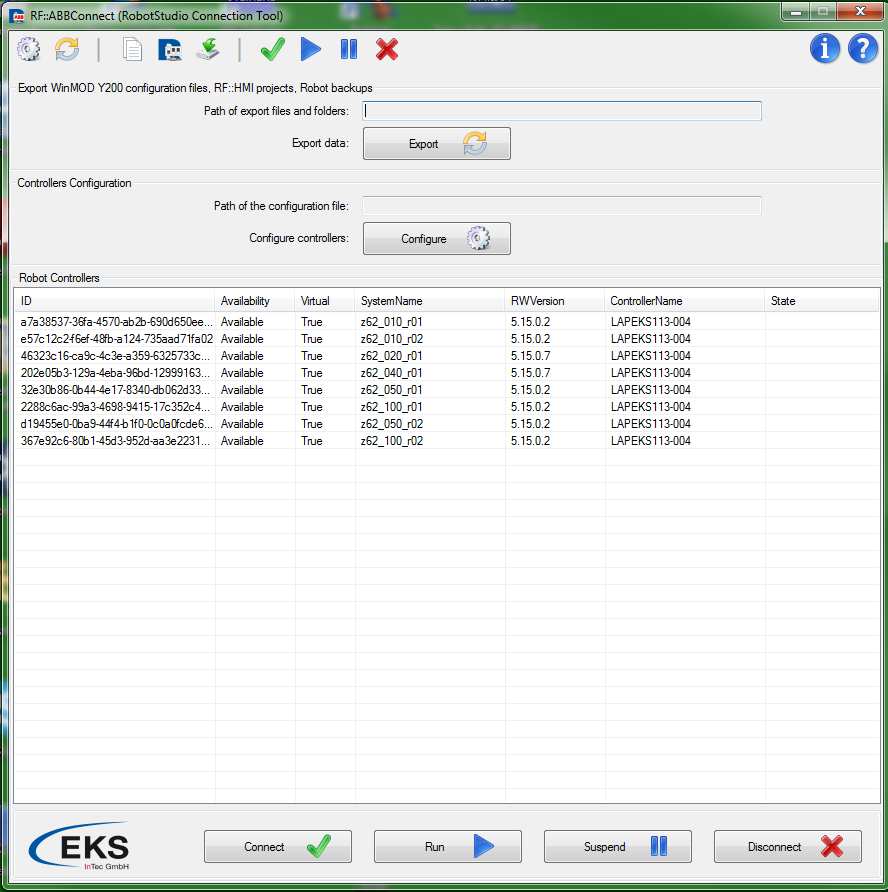 RF::ABBConnect (RobotStudio Connection Tool)
Export WinMOD Y200 configuration files, RF::HMI projects, Robot backups
Path of export files and folders:
Export data: Export
Controllers Configuration
Path of the configuration file:
Configure controllers: Configure
Robot Controllers
ID Availability Virtual SystemName RWVersion ControllerName State
a7a38537-36fa-4570-ab2b-690d650ee... Available True z62_010_r01 5.15.0.2 LAPEKS113-004
e57c12c2-f6ef-48fb-a124-735aad71fa02 Available True z62_010_r02 5.15.0.2 LAPEKS113-004
46323c16-ca9c-4c3e-a359-6325733c... Available True z62_020_r01 5.15.0.7 LAPEKS113-004
202e05b3-129a-4eba-96bd-12999163... Available True z62_040_r01 5.15.0.7 LAPEKS113-004
32e30b86-0b44-4e17-8340-db062d33... Available True z62_050_r01 5.15.0.2 LAPEKS113-004
2288c6ac-99a3-4698-9415-17c352c4... Available True z62_100_r01 5.15.0.2 LAPEKS113-004
d19455e0-0ba9-44f4-b1f0-0c0a0fcde6... Available True z62_050_r02 5.15.0.2 LAPEKS113-004
367e92c6-80b1-45d3-952d-aa3e2231... Available True z62_100_r02 5.15.0.2 LAPEKS113-004
EKS
InTec GmbH
Connect Run Suspend Disconnect